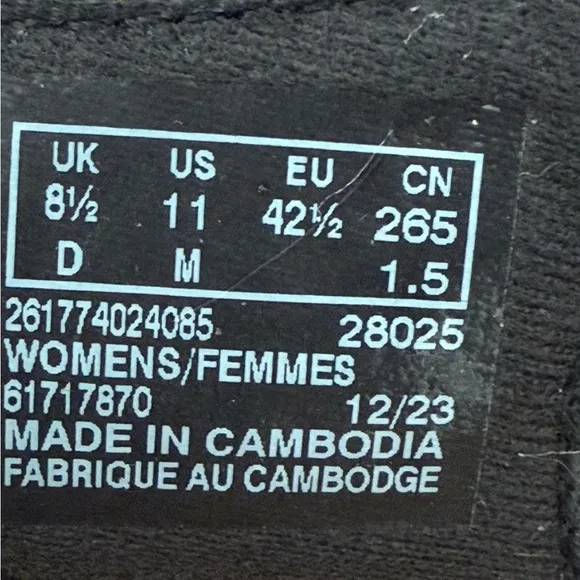 UK US EU CN
8½ 11 42½ 265
D M 1.5
261774024085 28025
WOMENS/FEMMES
61717870 12/23
MADE IN CAMBODIA
FABRIQUE AU CAMBODGE